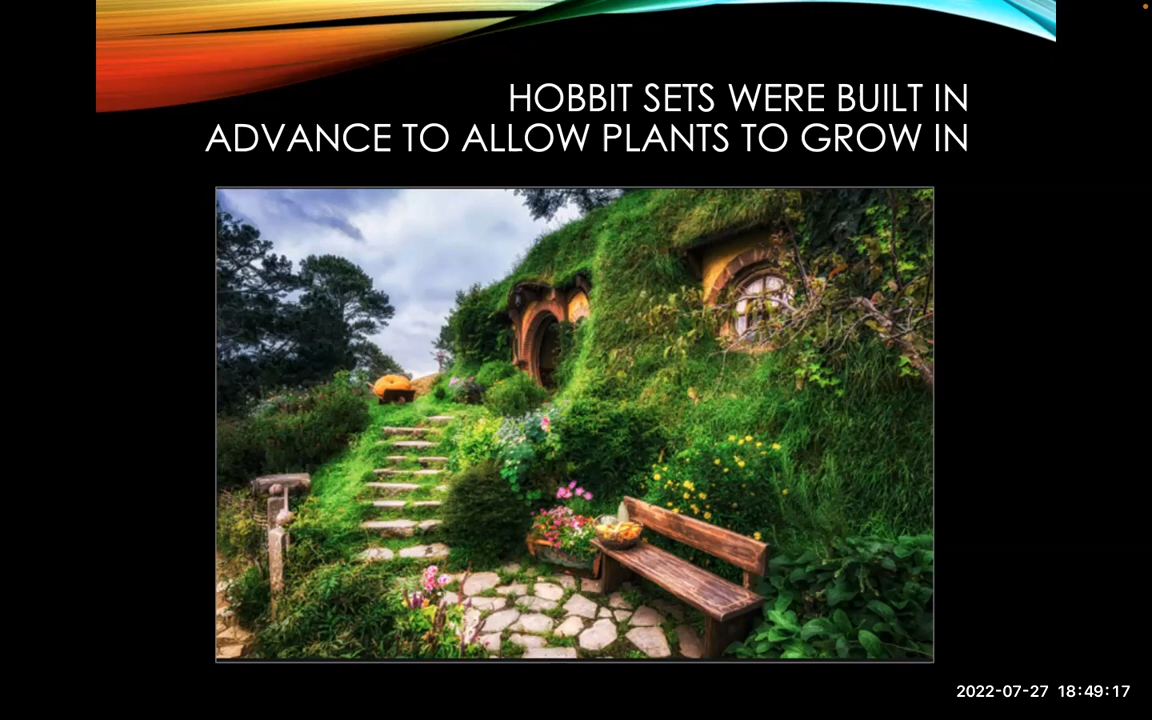 HOBBIT SETS WERE BUILT IN
ADVANCE TO ALLOW PLANTS TO GROW IN
2022-07-27 18:49:17